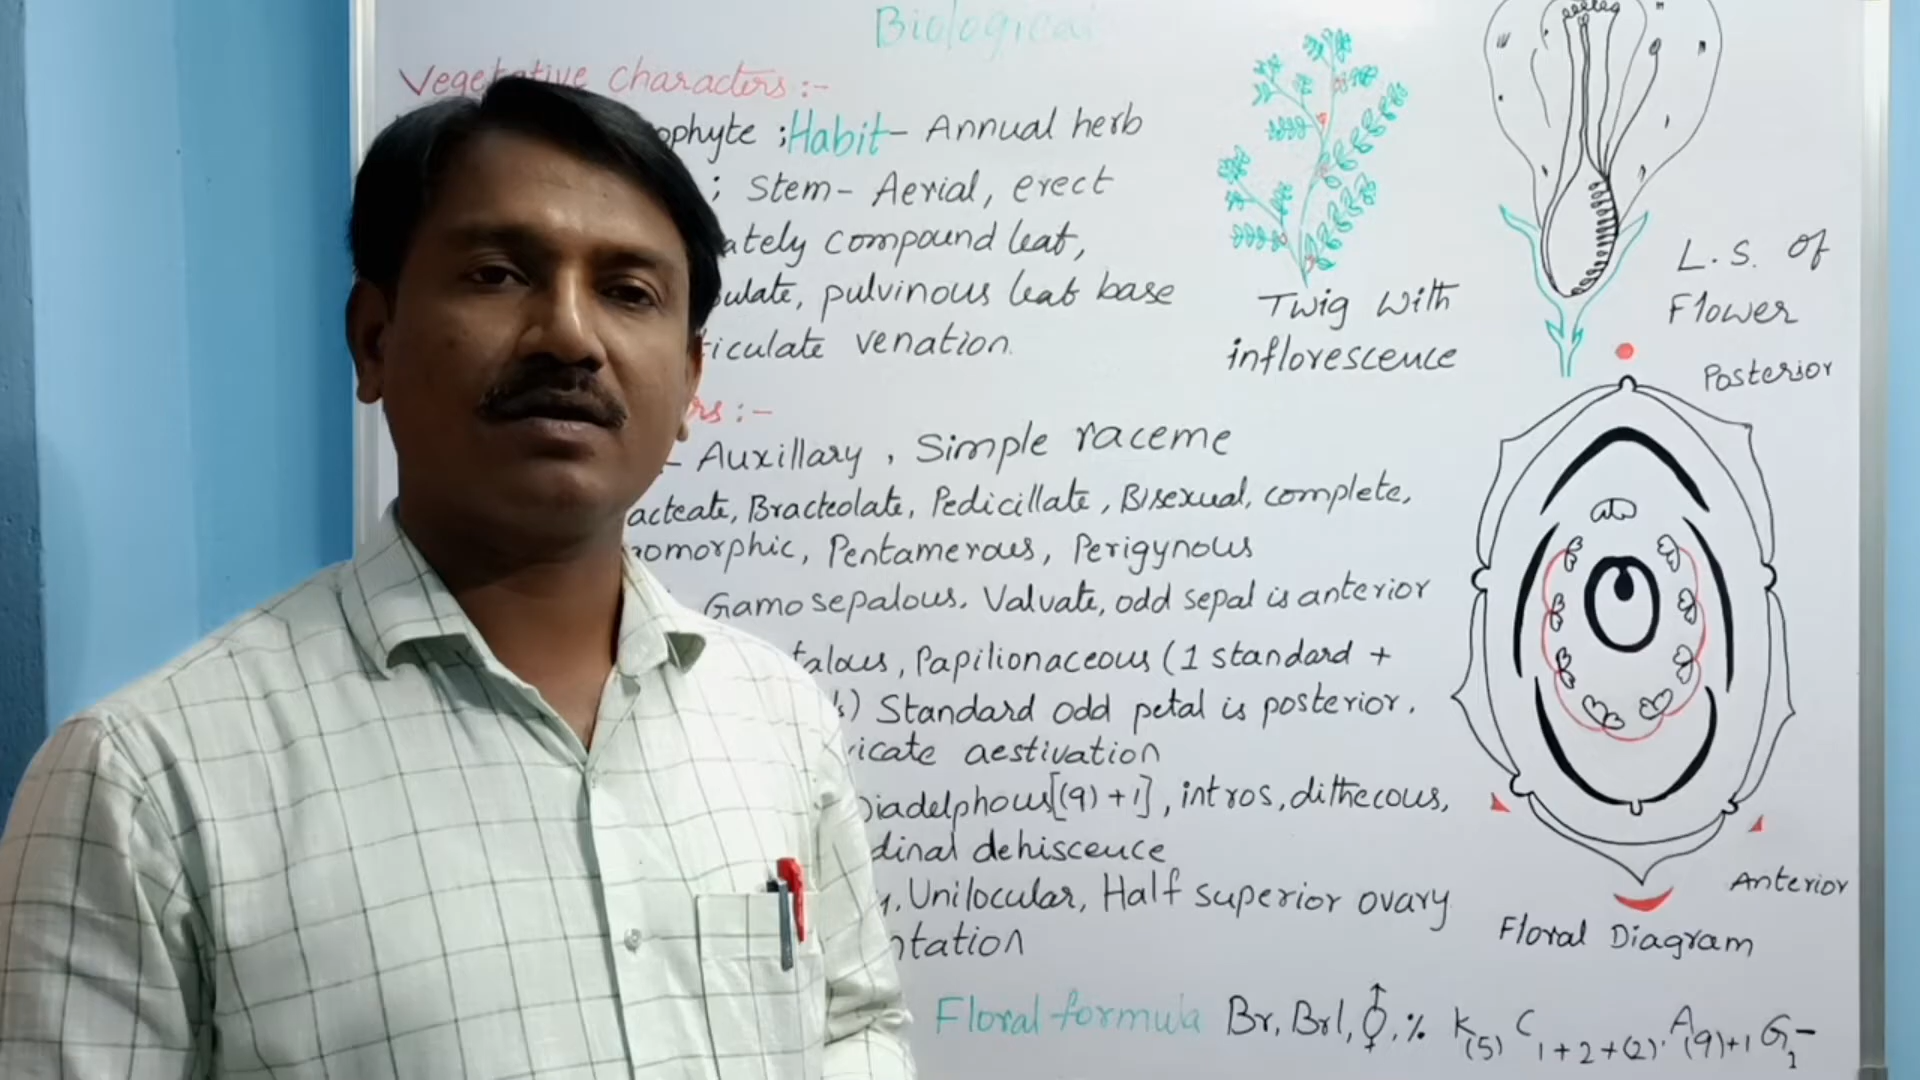 Biological
Vegetative characters :-
ophyte ; Habit - Annual herb
; Stem - Aerial, erect
ately compound leaf,
ulate, pulvinous leaf base
ticulate venation.
rs :-
- Auxillary , Simple raceme
acteate, Bracteolate, Pedicillate, Bisexual, complete,
gomorphic, Pentamerous, Perigynous
Gamosepalous. Valvate, odd sepal is anterior
talous, Papilionaceous (1 standard +
s) Standard odd petal is posterior.
ricate aestivation
Diadelphous[(9)+1], intros, dithecous,
dinal dehiscence
y, Unilocular, Half superior ovary
ntation
Floral formula Br, Brl, ⚥, % K(5) C1+2+(2). A(9)+1 G1-
Twig with
inflorescence
L.S. of
Flower
Posterior
Anterior
Floral Diagram